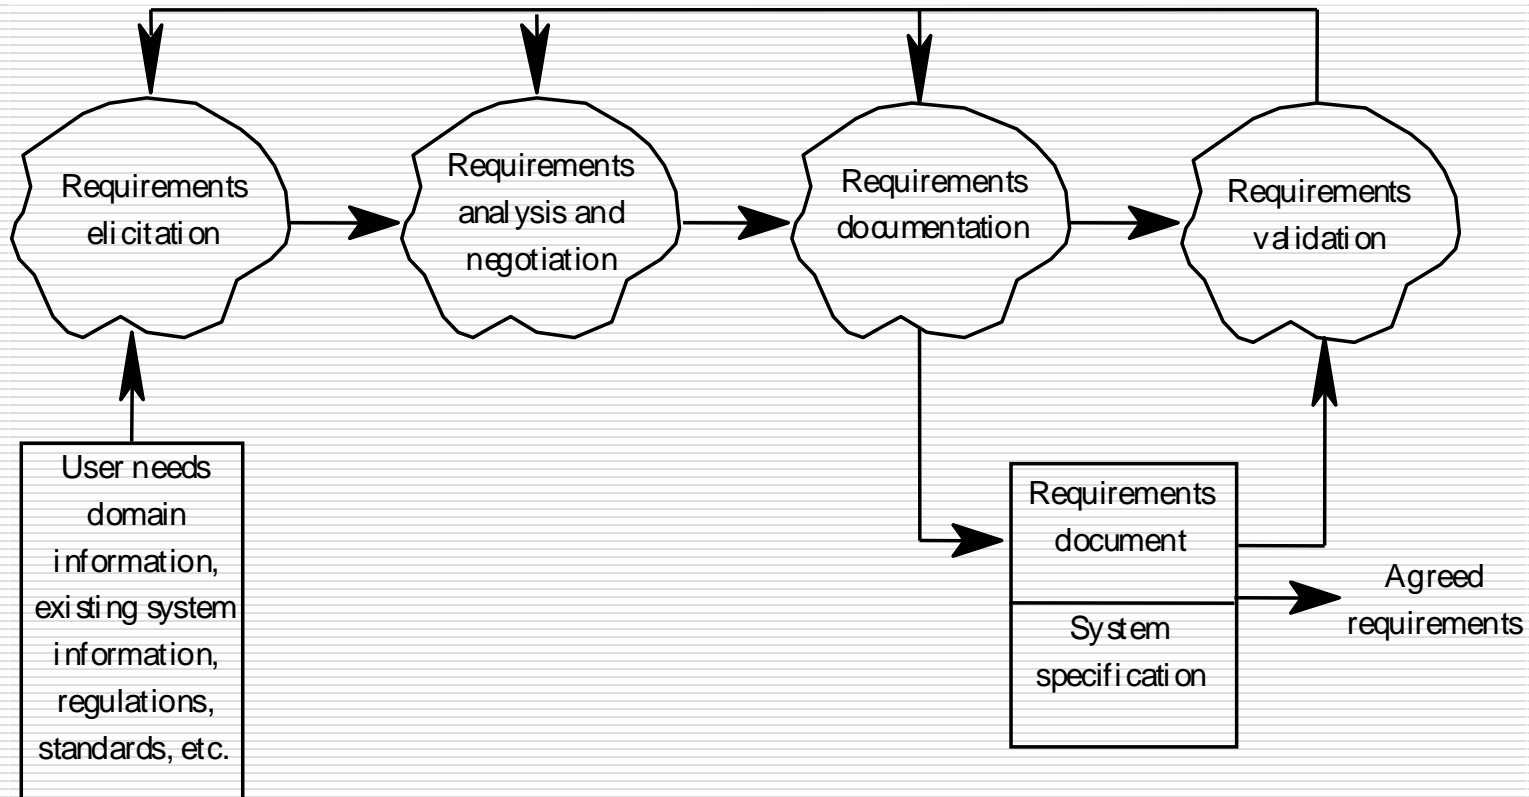 Requirements
elicitation
Requirements
analysis and
negotiation
Requirements
documentation
Requirements
validation
User needs
domain
information,
existing system
information,
regulations,
standards, etc.
Requirements
document
System
specification
Agreed
requirements